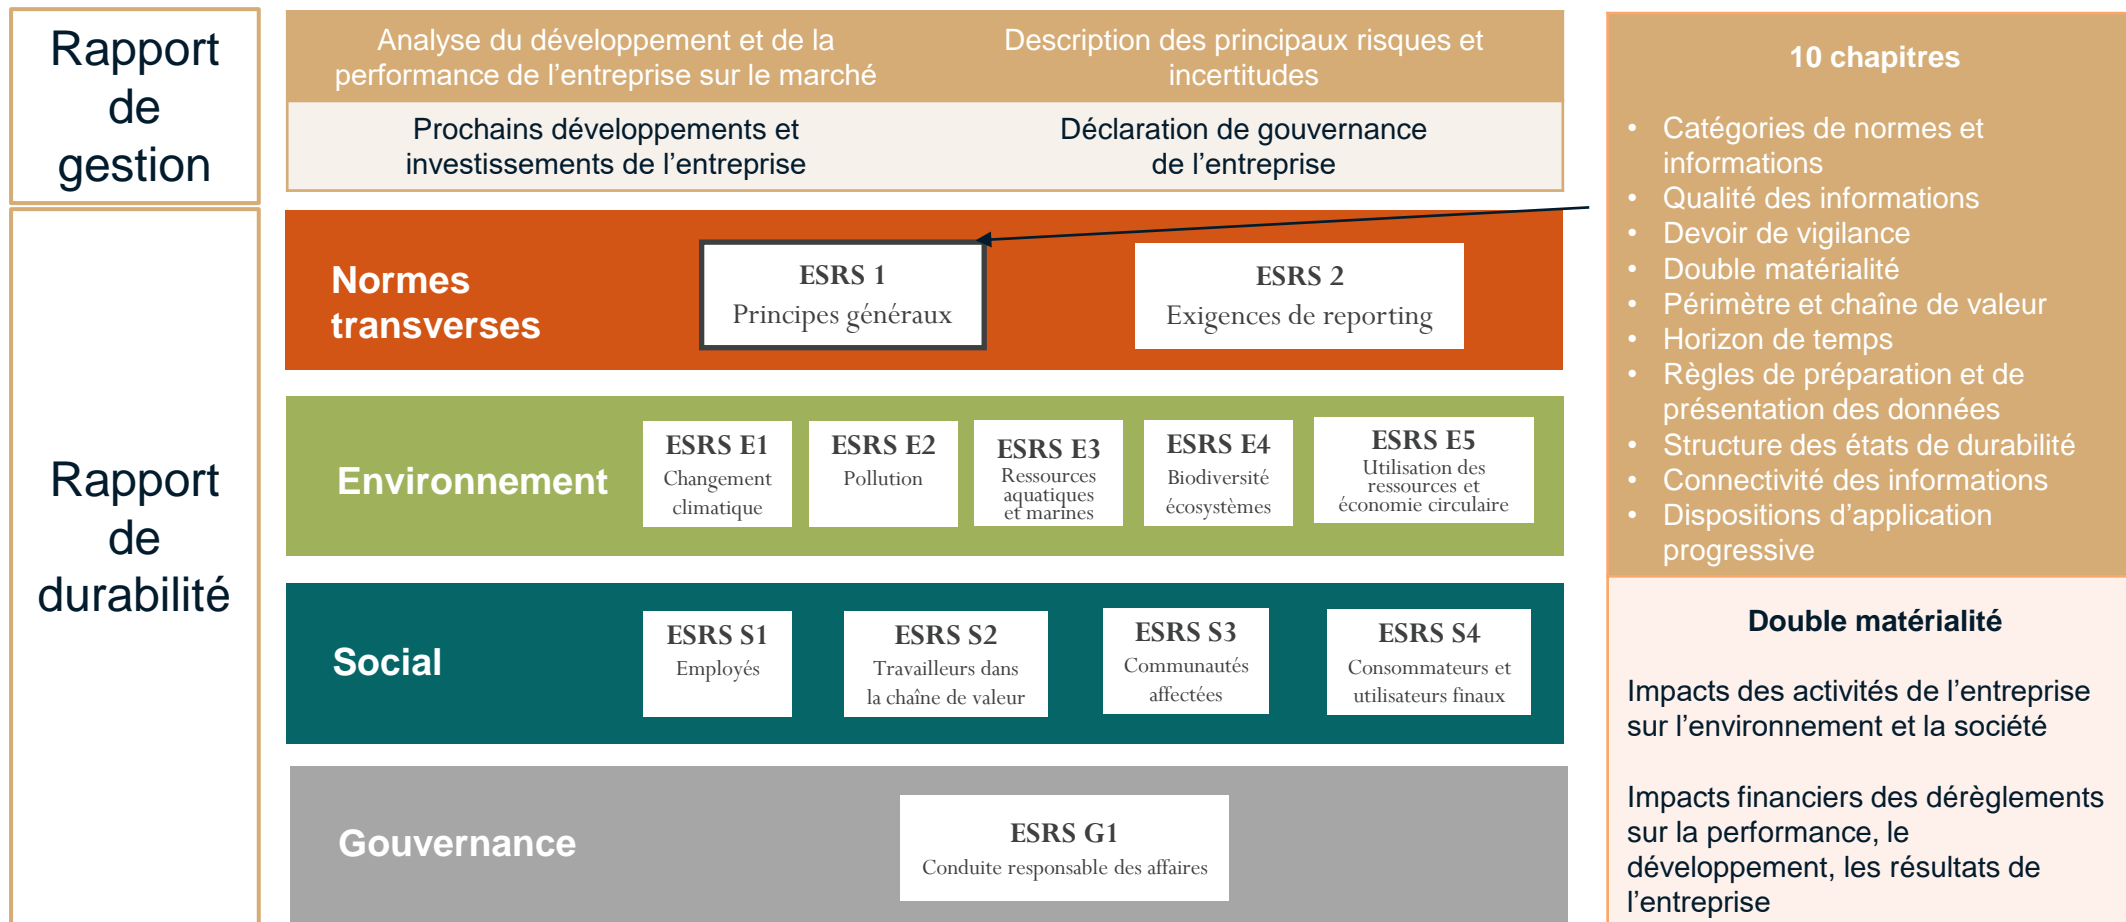 Rapport
de
gestion
Analyse du développement et de la
performance de l’entreprise sur le marché
Description des principaux risques et
incertitudes
Prochains développements et
investissements de l’entreprise
Déclaration de gouvernance
de l’entreprise
Rapport
de
durabilité
Normes
transverses
ESRS 1
Principes généraux
ESRS 2
Exigences de reporting
Environnement
ESRS E1
Changement
climatique
ESRS E2
Pollution
ESRS E3
Ressources
aquatiques
et marines
ESRS E4
Biodiversité
écosystèmes
ESRS E5
Utilisation des
ressources et
économie circulaire
Social
ESRS S1
Employés
ESRS S2
Travailleurs dans
la chaîne de valeur
ESRS S3
Communautés
affectées
ESRS S4
Consommateurs et
utilisateurs finaux
Gouvernance
ESRS G1
Conduite responsable des affaires
10 chapitres
• Catégories de normes et
informations
• Qualité des informations
• Devoir de vigilance
• Double matérialité
• Périmètre et chaîne de valeur
• Horizon de temps
• Règles de préparation et de
présentation des données
• Structure des états de durabilité
• Connectivité des informations
• Dispositions d’application
progressive
Double matérialité
Impacts des activités de l’entreprise
sur l’environnement et la société
Impacts financiers des dérèglements
sur la performance, le
développement, les résultats de
l’entreprise